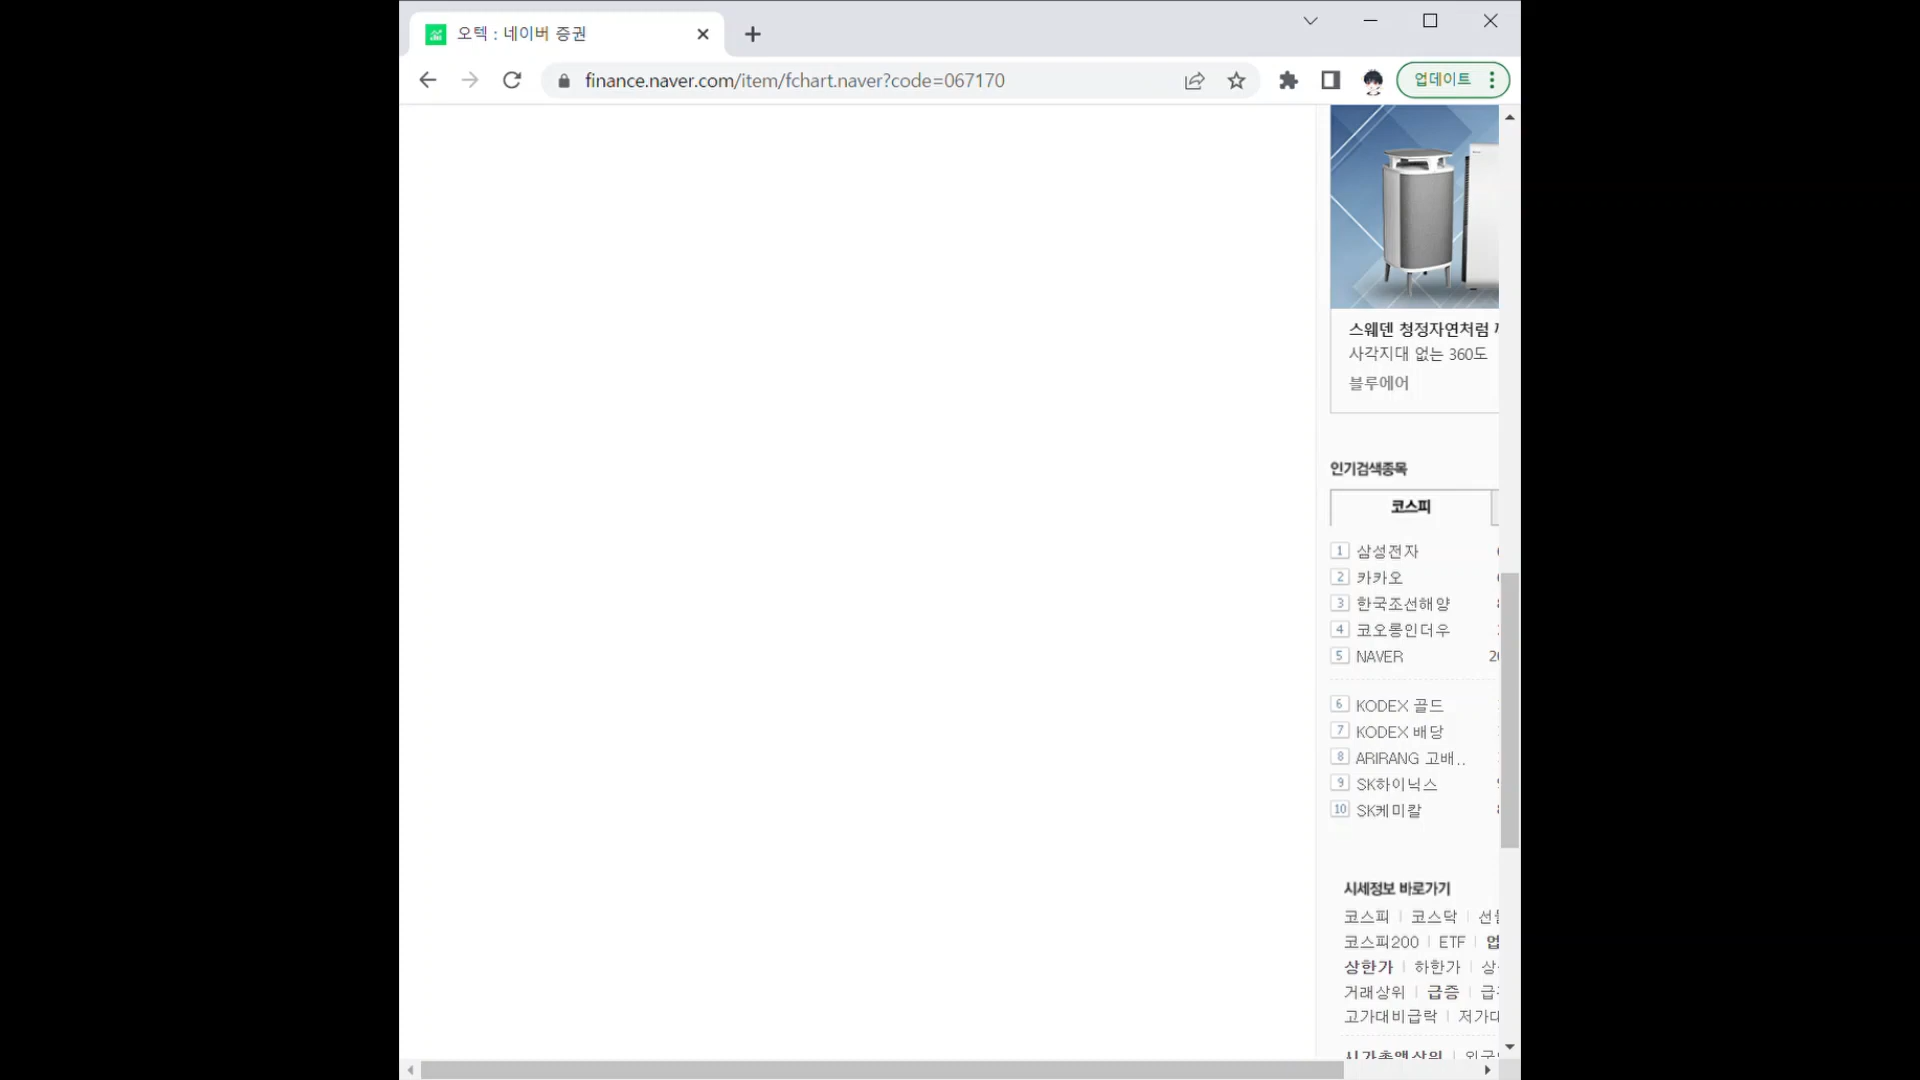 오텍 : 네이버 증권
finance.naver.com/item/fchart.naver?code=067170
업데이트
스웨덴 청정자연처럼
사각지대 없는 360도
블루에어
인기검색종목
코스피
1 삼성전자
2 카카오
3 한국조선해양
4 코오롱인더우
5 NAVER
6 KODEX 골드
7 KODEX 배당
8 ARIRANG 고배..
9 SK하이닉스
10 SK케미칼
시세정보 바로가기
코스피 | 코스닥 |
코스피200 | ETF |
상한가 | 하한가 |
거래상위 | 급증 |
고가대비급락 |
시가총액상위 |